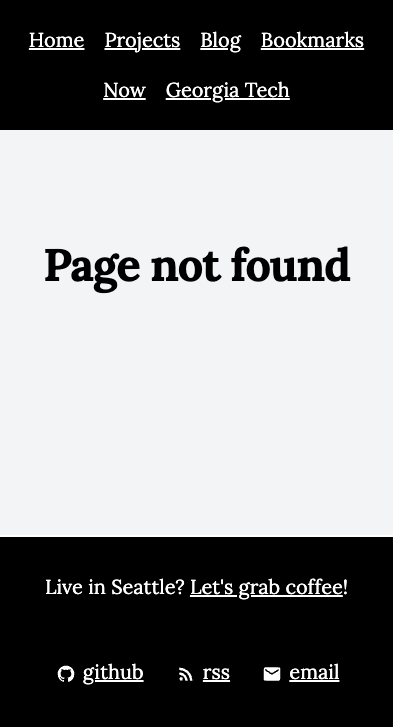 Home Projects Blog Bookmarks
Now Georgia Tech
Page not found
Live in Seattle? Let's grab coffee!
github rss email